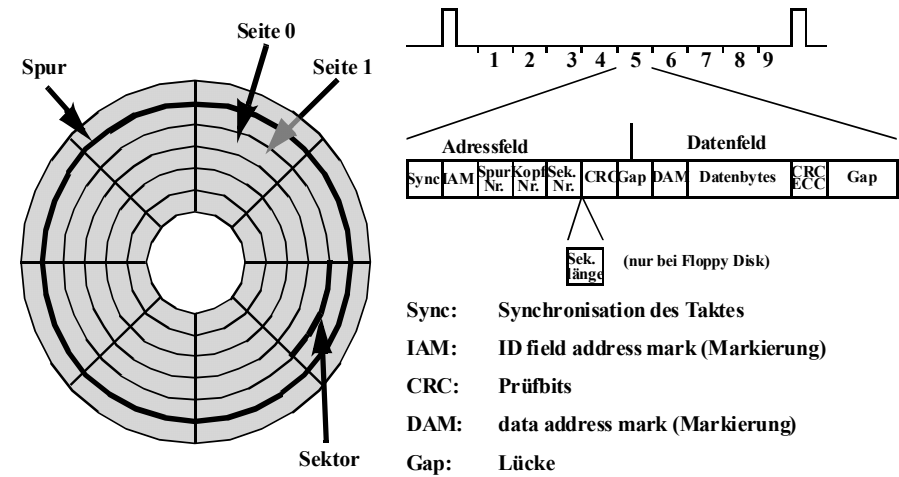 Seite 0
Seite 1
Spur
Sektor
1 2 3 4 5 6 7 8 9
Adressfeld Datenfeld
Sync IAM Spur Nr. Kopf Nr. Sek. Nr. CRC Gap DAM Datenbytes CRC ECC Gap
Sek. länge (nur bei Floppy Disk)
Sync: Synchronisation des Taktes
IAM: ID field address mark (Markierung)
CRC: Prüfbits
DAM: data address mark (Markierung)
Gap: Lücke